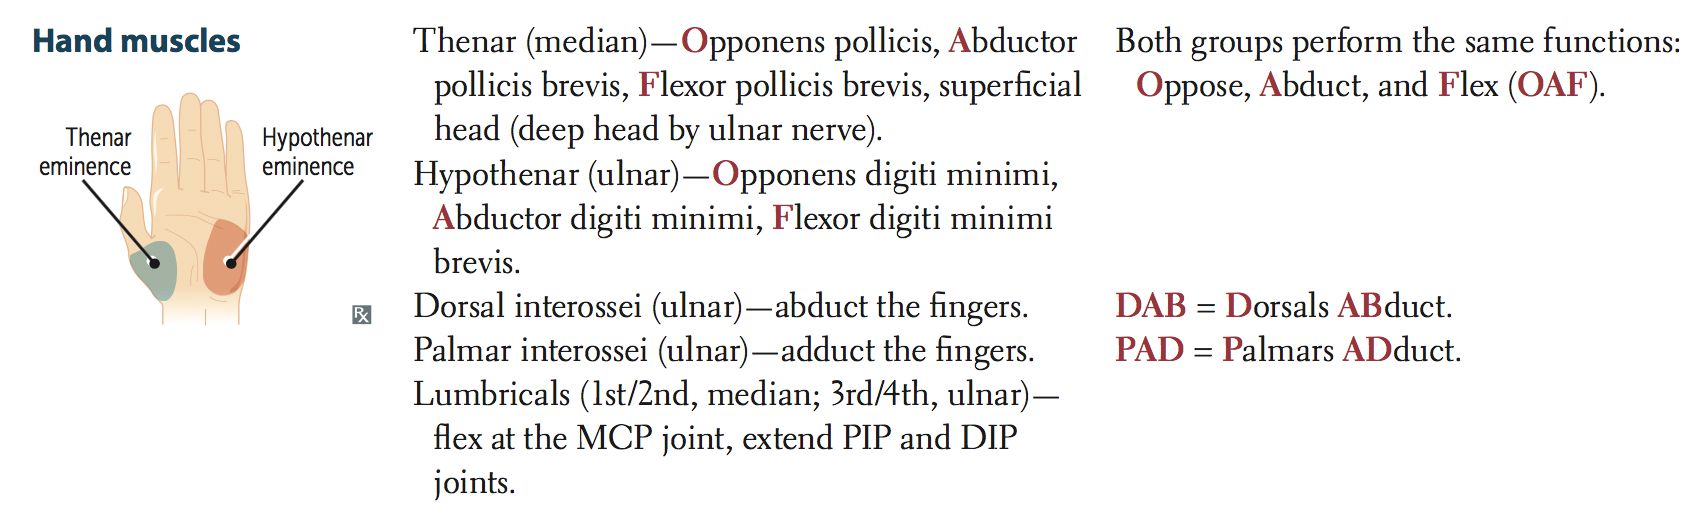 Hand muscles
Thenar
eminence
Hypothenar
eminence
℞
Thenar (median)—Opponens pollicis, Abductor
pollicis brevis, Flexor pollicis brevis, superficial
head (deep head by ulnar nerve).
Hypothenar (ulnar)—Opponens digiti minimi,
Abductor digiti minimi, Flexor digiti minimi
brevis.
Dorsal interossei (ulnar)—abduct the fingers.
Palmar interossei (ulnar)—adduct the fingers.
Lumbricals (1st/2nd, median; 3rd/4th, ulnar)—
flex at the MCP joint, extend PIP and DIP
joints.
Both groups perform the same functions:
Oppose, Abduct, and Flex (OAF).
DAB = Dorsals ABduct.
PAD = Palmars ADduct.